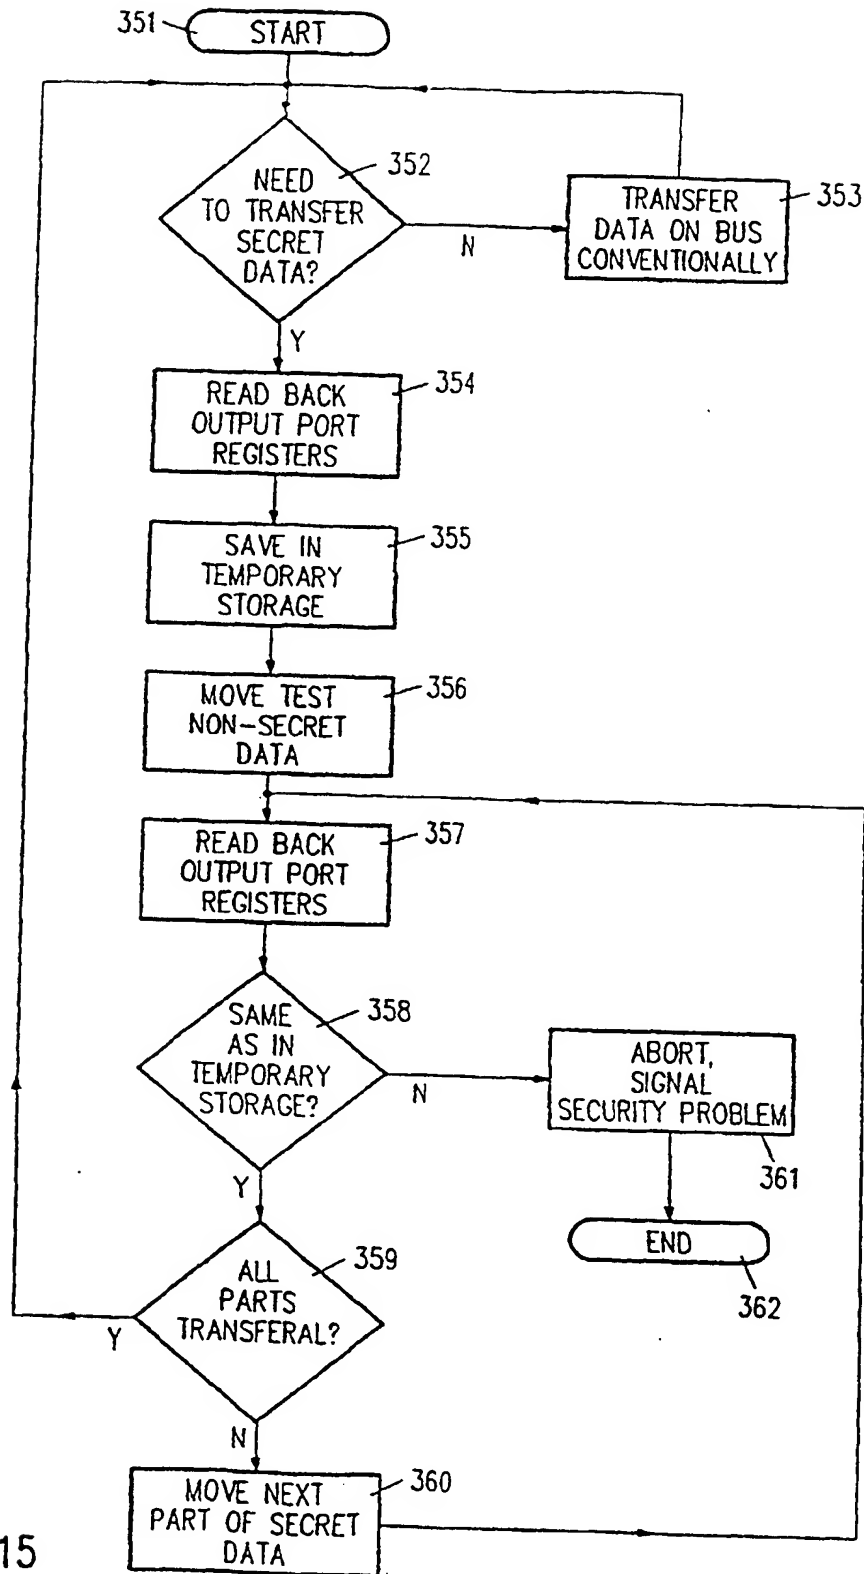 351
START
352
NEED
TO TRANSFER
SECRET
DATA?
N
TRANSFER
DATA ON BUS
CONVENTIONALLY
353
Y
READ BACK
OUTPUT PORT
REGISTERS
354
SAVE IN
TEMPORARY
STORAGE
355
MOVE TEST
NON-SECRET
DATA
356
READ BACK
OUTPUT PORT
REGISTERS
357
SAME
AS IN
TEMPORARY
STORAGE?
358
N
ABORT,
SIGNAL
SECURITY PROBLEM
361
Y
END
362
ALL
PARTS
TRANSFERAL?
359
Y
N
MOVE NEXT
PART OF SECRET
DATA
360
15